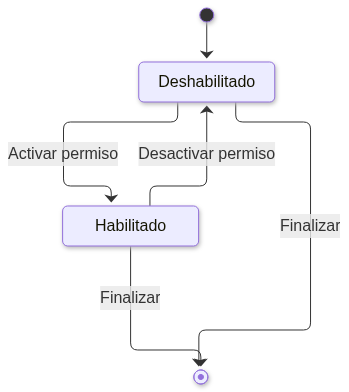 Deshabilitado
Activar permiso
Desactivar permiso
Habilitado
Finalizar
Finalizar